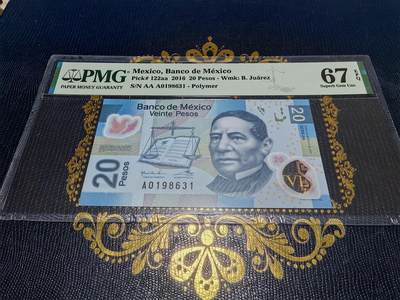 PMG
PAPER MONEY GUARANTY
Mexico, Banco de México
Pick# 122aa 2016 20 Pesos - Wmk: B. Juárez
S/N AA A0198631 - Polymer
67 EPQ
Superb Gem Unc
Banco de México
Veinte Pesos
20
20
Pesos
A0198631